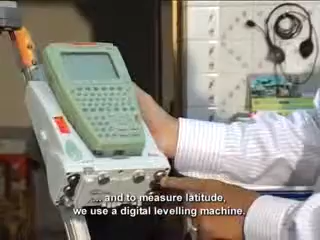 ... and to measure latitude,
we use a digital levelling machine.